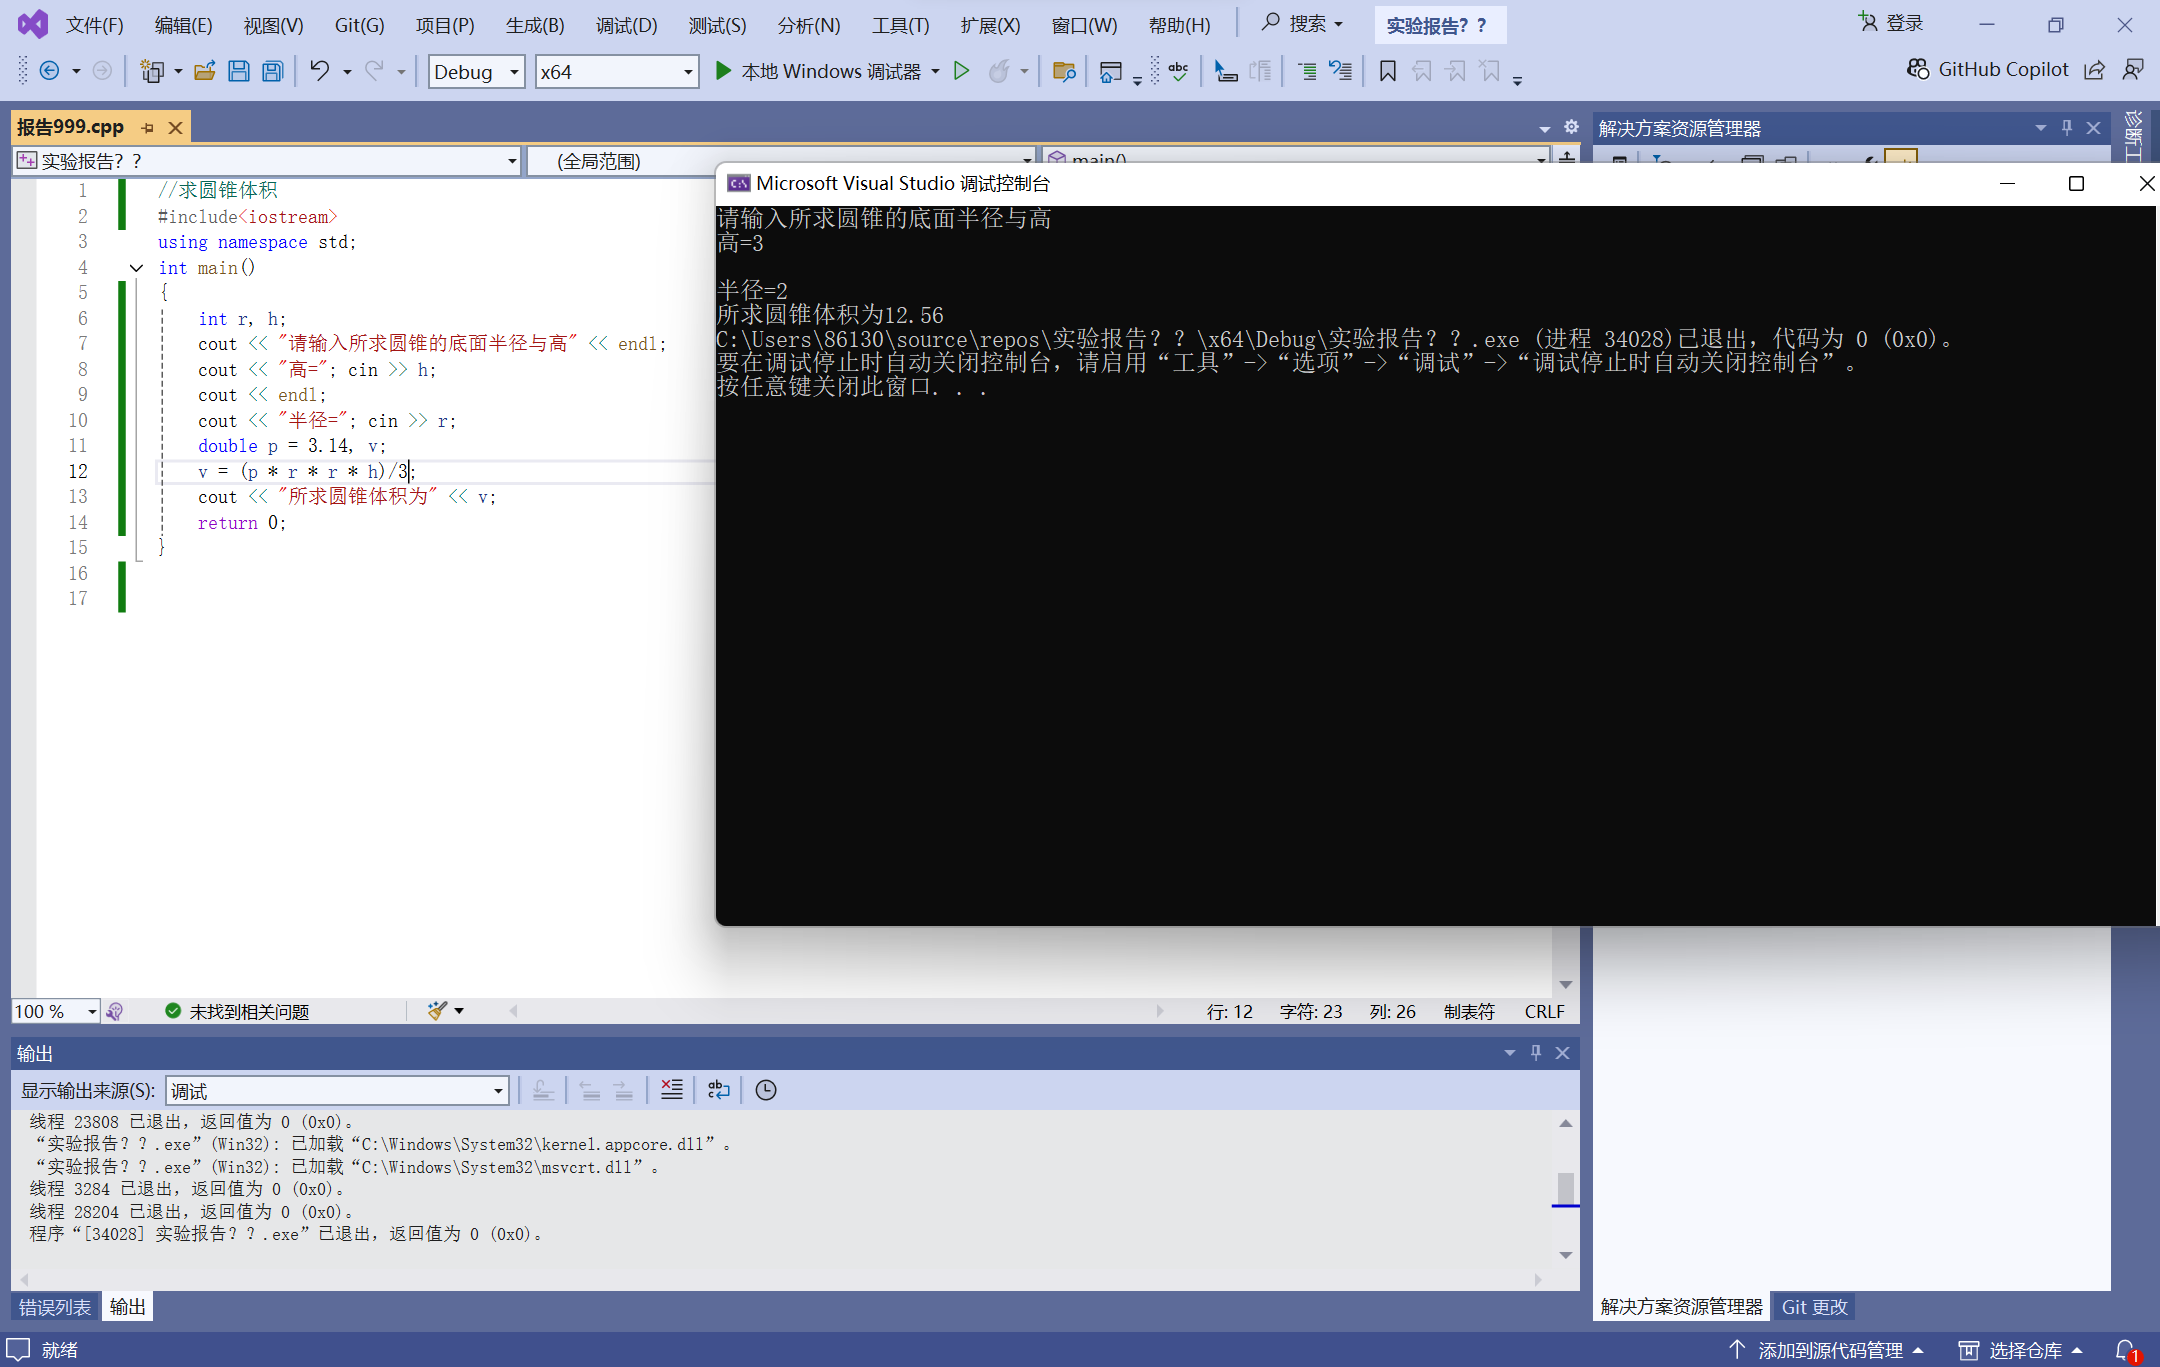 文件(F) 编辑(E) 视图(V) Git(G) 项目(P) 生成(B) 调试(D) 测试(S) 分析(N) 工具(T) 扩展(X) 窗口(W) 帮助(H) 搜索 实验报告？？ 登录
Debug x64 本地 Windows 调试器 GitHub Copilot
报告999.cpp
实验报告？？ (全局范围) main()
1 //求圆锥体积
2 #include<iostream>
3 using namespace std;
4 int main()
5 {
6 int r, h;
7 cout << "请输入所求圆锥的底面半径与高" << endl;
8 cout << "高="; cin >> h;
9 cout << endl;
10 cout << "半径="; cin >> r;
11 double p = 3.14, v;
12 v = (p * r * r * h)/3;
13 cout << "所求圆锥体积为" << v;
14 return 0;
15 }
16
17
Microsoft Visual Studio 调试控制台
请输入所求圆锥的底面半径与高
高=3
半径=2
所求圆锥体积为12.56
C:\Users\86130\source\repos\实验报告？？\x64\Debug\实验报告？？.exe (进程 34028)已退出，代码为 0 (0x0)。
要在调试停止时自动关闭控制台，请启用“工具”->“选项”->“调试”->“调试停止时自动关闭控制台”。
按任意键关闭此窗口. . .
解决方案资源管理器
诊断工
100 % 未找到相关问题 行: 12 字符: 23 列: 26 制表符 CRLF
输出
显示输出来源(S): 调试
线程 23808 已退出，返回值为 0 (0x0)。
“实验报告？？.exe”(Win32): 已加载“C:\Windows\System32\kernel.appcore.dll”。
“实验报告？？.exe”(Win32): 已加载“C:\Windows\System32\msvcrt.dll”。
线程 3284 已退出，返回值为 0 (0x0)。
线程 28204 已退出，返回值为 0 (0x0)。
程序“[34028] 实验报告？？.exe”已退出，返回值为 0 (0x0)。
错误列表 输出
解决方案资源管理器 Git 更改
就绪 添加到源代码管理 选择仓库 1